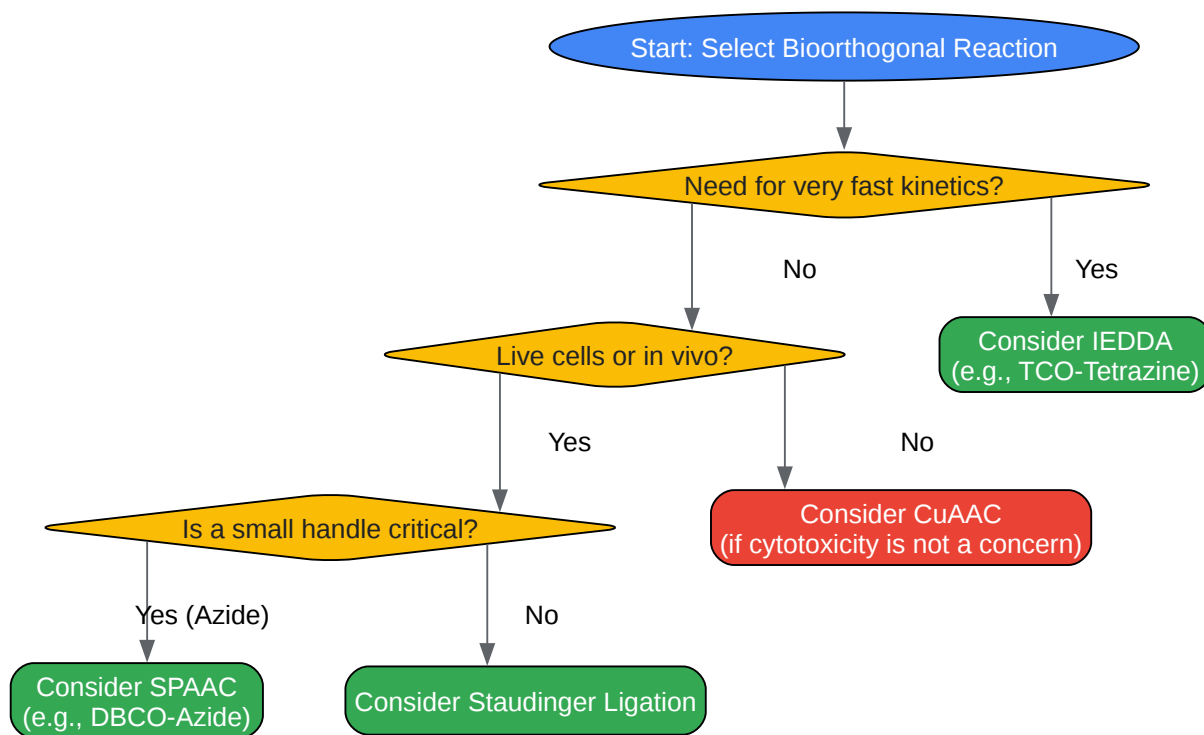 Start: Select Bioorthogonal Reaction
Need for very fast kinetics?
No
Yes
Consider IEDDA
(e.g., TCO-Tetrazine)
Live cells or in vivo?
Yes
No
Consider CuAAC
(if cytotoxicity is not a concern)
Is a small handle critical?
Yes (Azide)
No
Consider SPAAC
(e.g., DBCO-Azide)
Consider Staudinger Ligation